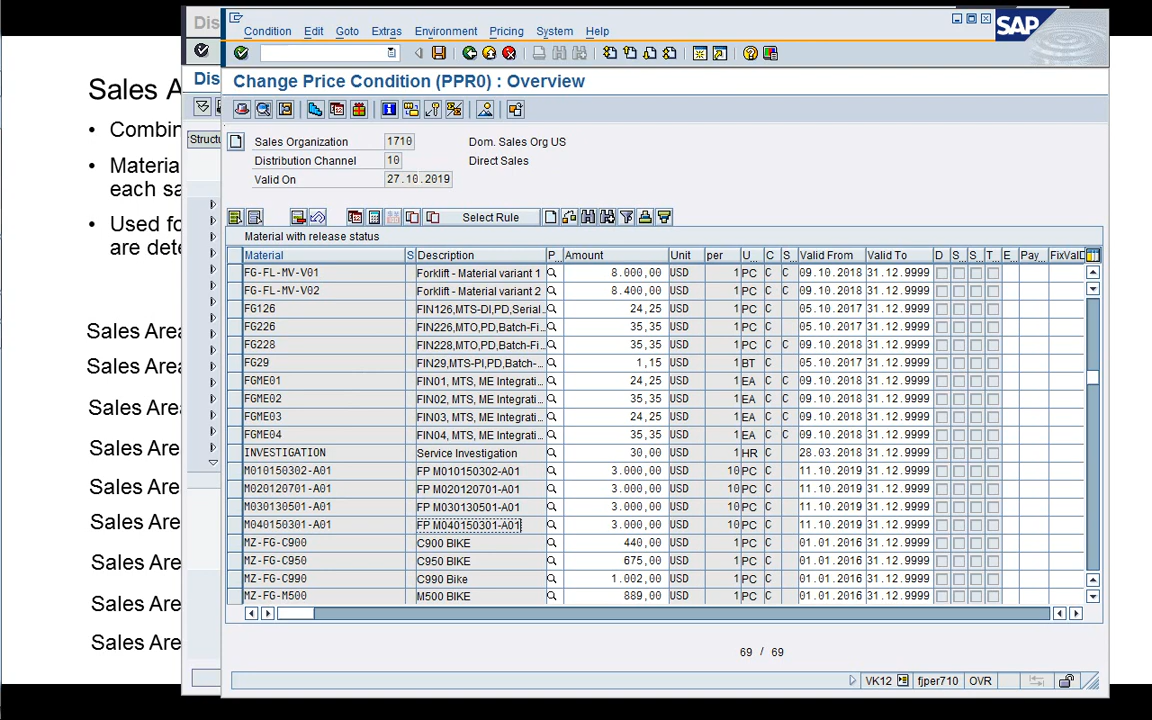 Dis
Condition Edit Goto Extras Environment Pricing System Help
SAP
Dis
Change Price Condition (PPR0) : Overview
Sales A
• Combin
• Materia
each sa
• Used fo
are dete
Sales Area
Sales Area
Sales Area
Sales Area
Sales Area
Sales Area
Sales Area
Sales Are
Sales Are
Structu
Sales Organization 1710 Dom. Sales Org US
Distribution Channel 10 Direct Sales
Valid On 27.10.2019
Select Rule
Material with release status
Material S Description P.. Amount Unit per U... C S.. Valid From Valid To D S.. S.. T.. E.. Pay... FixValD
FG-FL-MV-V01 Forklift - Material variant 1 8.000,00 USD 1 PC C C 09.10.2018 31.12.9999
FG-FL-MV-V02 Forklift - Material variant 2 8.400,00 USD 1 PC C C 09.10.2018 31.12.9999
FG126 FIN126,MTS-DI,PD,Serial... 24,25 USD 1 PC C 05.10.2017 31.12.9999
FG226 FIN226,MTO,PD,Batch-Fi... 35,35 USD 1 PC C 05.10.2017 31.12.9999
FG228 FIN228,MTO,PD,Batch-Fi... 35,35 USD 1 PC C C 09.10.2018 31.12.9999
FG29 FIN29,MTS-PI,PD,Batch-... 1,15 USD 1 BT C 05.10.2017 31.12.9999
FGME01 FIN01, MTS, ME Integrati... 24,25 USD 1 EA C C 09.10.2018 31.12.9999
FGME02 FIN02, MTS, ME Integrati... 35,35 USD 1 EA C C 09.10.2018 31.12.9999
FGME03 FIN03, MTS, ME Integrati... 24,25 USD 1 EA C C 09.10.2018 31.12.9999
FGME04 FIN04, MTS, ME Integrati... 35,35 USD 1 EA C C 09.10.2018 31.12.9999
INVESTIGATION Service Investigation 30,00 USD 1 HR C 28.03.2018 31.12.9999
M010150302-A01 FP M010150302-A01 3.000,00 USD 10 PC C 11.10.2019 31.12.9999
M020120701-A01 FP M020120701-A01 3.000,00 USD 10 PC C 11.10.2019 31.12.9999
M030130501-A01 FP M030130501-A01 3.000,00 USD 10 PC C 11.10.2019 31.12.9999
M040150301-A01 FP M040150301-A01 3.000,00 USD 10 PC C 11.10.2019 31.12.9999
MZ-FG-C900 C900 BIKE 440,00 USD 1 PC C 01.01.2016 31.12.9999
MZ-FG-C950 C950 BIKE 675,00 USD 1 PC C 01.01.2016 31.12.9999
MZ-FG-C990 C990 Bike 1.002,00 USD 1 PC C 01.01.2016 31.12.9999
MZ-FG-M500 M500 BIKE 889,00 USD 1 PC C 01.01.2016 31.12.9999
69 / 69
VK12 fjper710 OVR